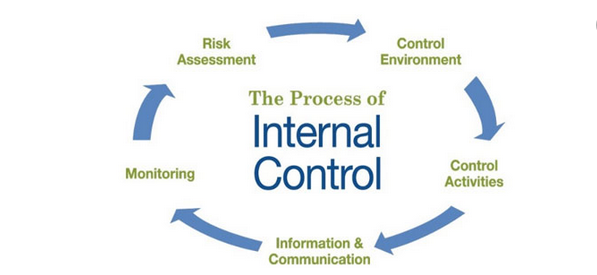 Risk
Assessment
Control
Environment
The Process of
Internal
Control
Monitoring
Control
Activities
Information &
Communication